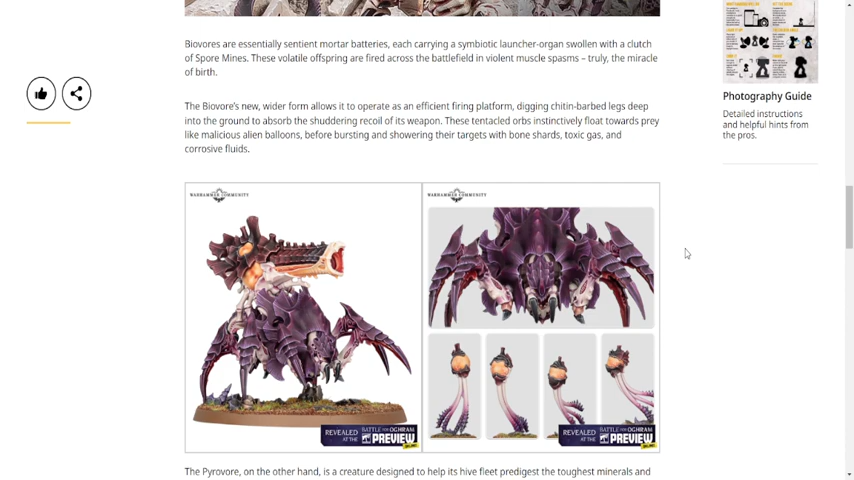 Biovores are essentially sentient mortar batteries, each carrying a symbiotic launcher-organ swollen with a clutch
of Spore Mines. These volatile offspring are fired across the battlefield in violent muscle spasms – truly, the miracle
of birth.
The Biovore's new, wider form allows it to operate as an efficient firing platform, digging chitin-barbed legs deep
into the ground to absorb the shuddering recoil of its weapon. These tentacled orbs instinctively float towards prey
like malicious alien balloons, before bursting and showering their targets with bone shards, toxic gas, and
corrosive fluids.
WARHAMMER COMMUNITY
WARHAMMER COMMUNITY
REVEALED
AT THE
BATTLE FOR OGHRAM
PREVIEW
REVEALED
AT THE
BATTLE FOR OGHRAM
PREVIEW
The Pyrovore, on the other hand, is a creature designed to help its hive fleet predigest the toughest minerals and
Photography Guide
Detailed instructions
and helpful hints from
the pros.